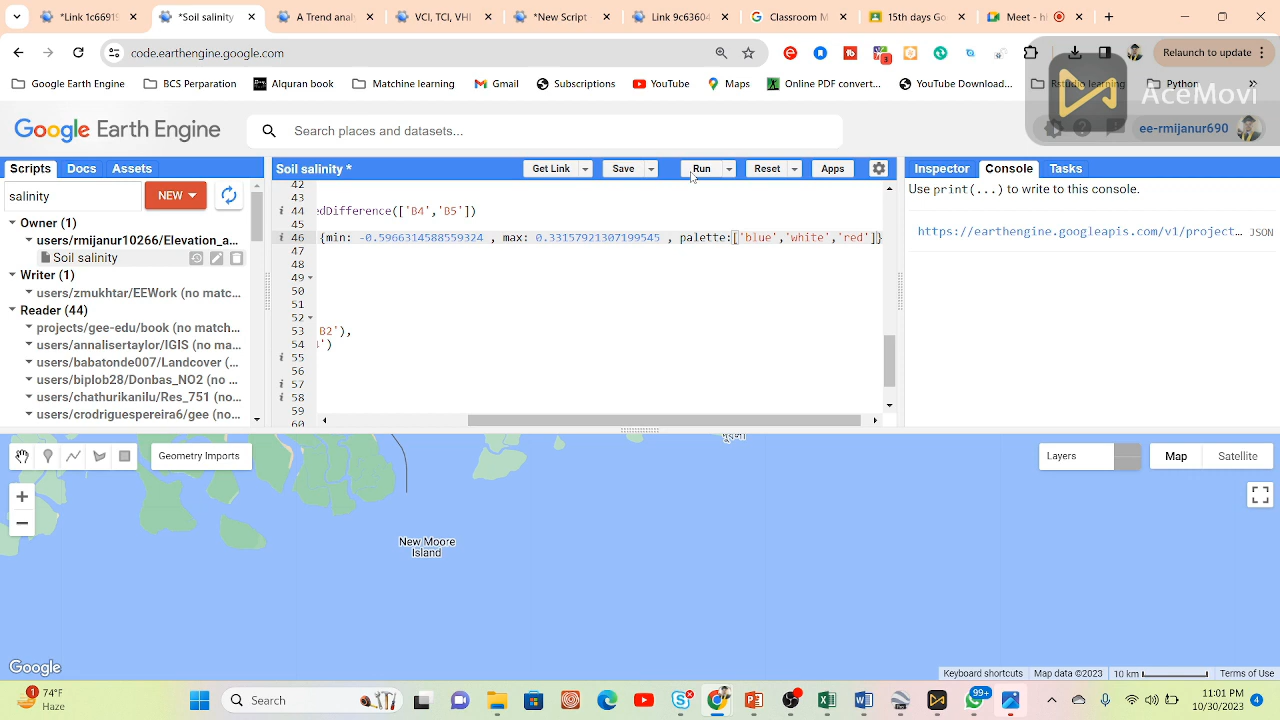 *Link 1c66915
*Soil salinity
A Trend anal
VCI, TCI, VHI
*New Script
Link 9c6360
Classroom M
15th days Go
Meet - h
code.earthengine.google.com
3
Relaunch to update
Google Earth Engine
BCS Perparation
Alquran book
Matchine learning
Gmail
Subscriptions
YouTube
Maps
Online PDF convert...
YouTube Download...
Rstudio learning
Python
AceMovi
Google Earth Engine
Search places and datasets...
ee-rmijanur690
Scripts
Docs
Assets
salinity
NEW
Owner (1)
users/rmijanur10266/Elevation_a...
Soil salinity
Writer (1)
users/zmukhtar/EEWork (no matc...
Reader (44)
projects/gee-edu/book (no match...
users/annalisertaylor/IGIS (no ma...
users/babatonde007/Landcover (...
users/biplob28/Donbas_NO2 (no ...
users/chathurikanilu/Res_751 (no...
users/crodriguespereira6/gee (no...
Soil salinity *
Get Link
Save
Run
Reset
Apps
42
43
i 44 edDifference(['B4','B5'])
45
i 46 {min: -0.5966314588559324 , max: 0.33157921307199545 , palette:['blue','white','red']}
47
48
49
50
51
52
53 B2'),
54 ')
i 55
56
i 57
i 58
59
60
Inspector
Console
Tasks
Use print(...) to write to this console.
https://earthengine.googleapis.com/v1/project... JSON
Geometry Imports
Layers
Map
Satellite
+
−
New Moore
Island
Google
Keyboard shortcuts
Map data ©2023
10 km
Terms of Use
1
74°F
Haze
Search
99+
11:01 PM
10/30/2023
4